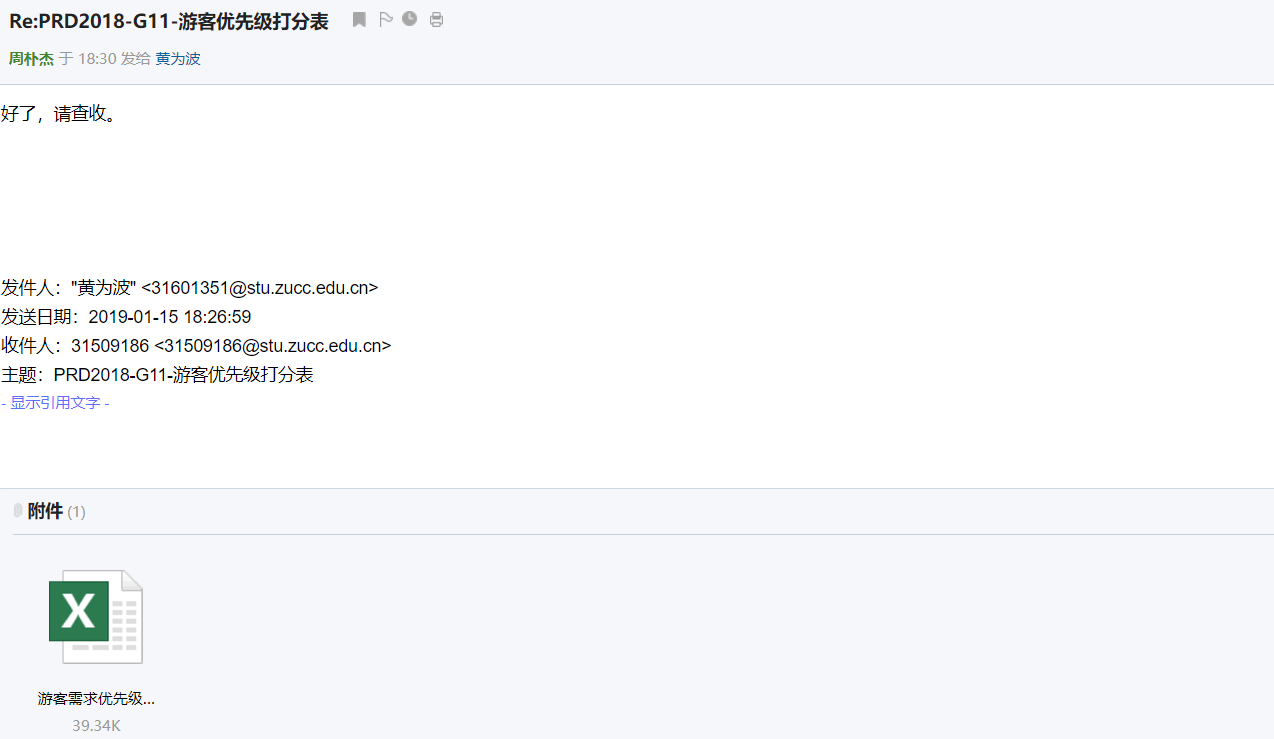 Re:PRD2018-G11-游客优先级打分表
周朴杰 于 18:30 发给 黄为波
好了，请查收。
发件人："黄为波" <31601351@stu.zucc.edu.cn>
发送日期：2019-01-15 18:26:59
收件人：31509186 <31509186@stu.zucc.edu.cn>
主题：PRD2018-G11-游客优先级打分表
- 显示引用文字 -
附件 (1)
X
游客需求优先级...
39.34K